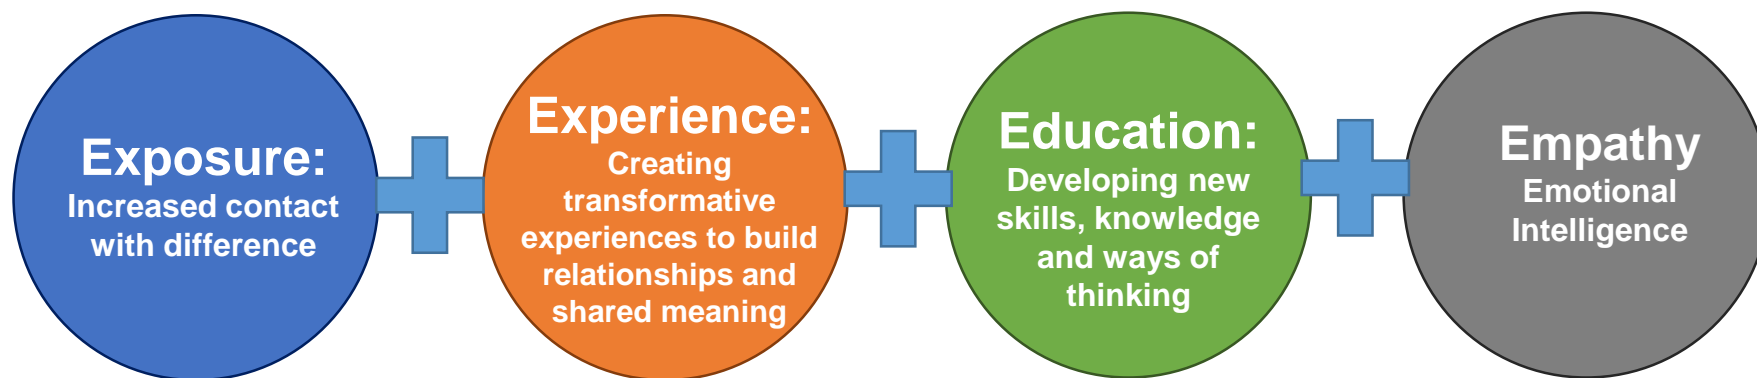 Exposure:
Increased contact
with difference
Experience:
Creating
transformative
experiences to build
relationships and
shared meaning
Education:
Developing new
skills, knowledge
and ways of
thinking
Empathy
Emotional
Intelligence